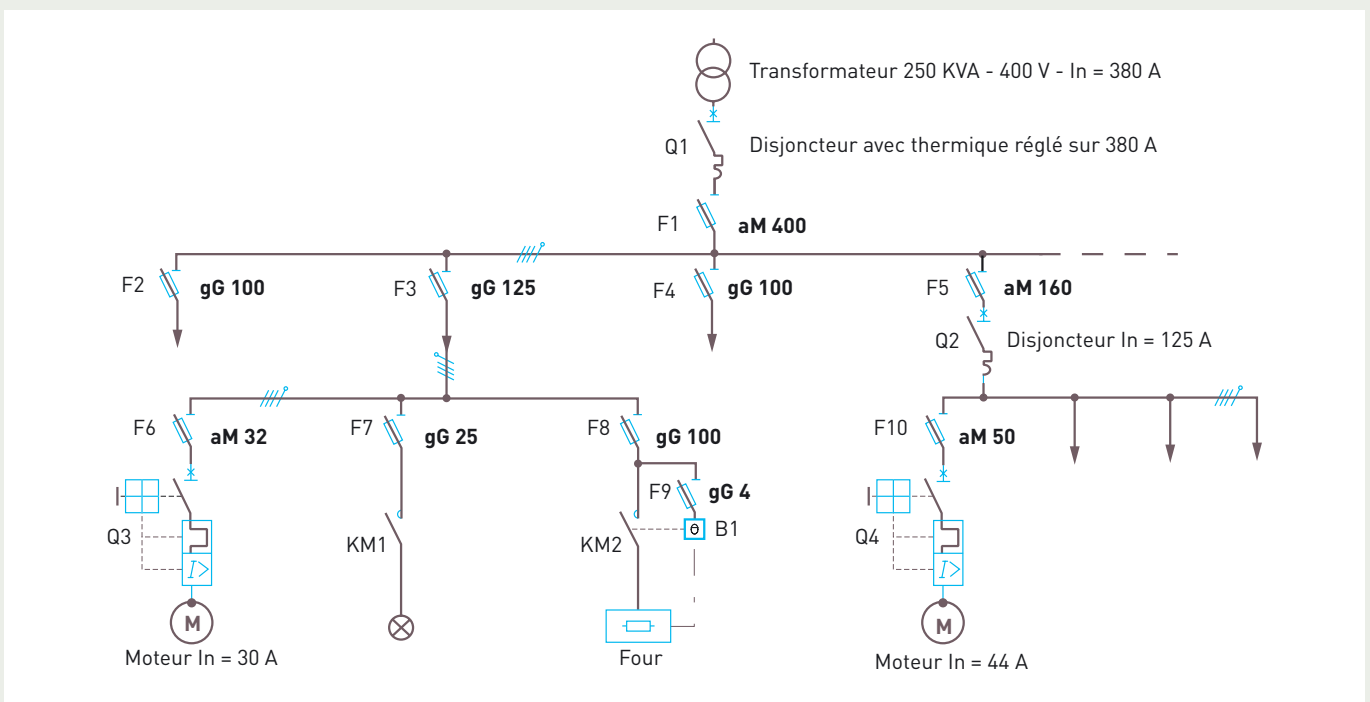 Transformateur 250 KVA - 400 V - In = 380 A
Q1 Disjoncteur avec thermique réglé sur 380 A
F1 aM 400
F2 gG 100 F3 gG 125 F4 gG 100 F5 aM 160
Q2 Disjoncteur In = 125 A
F6 aM 32 F7 gG 25 F8 gG 100 F10 aM 50
F9 gG 4
Q3 KM1 KM2 θ B1 Q4
I> I>
M M
Moteur In = 30 A Four Moteur In = 44 A